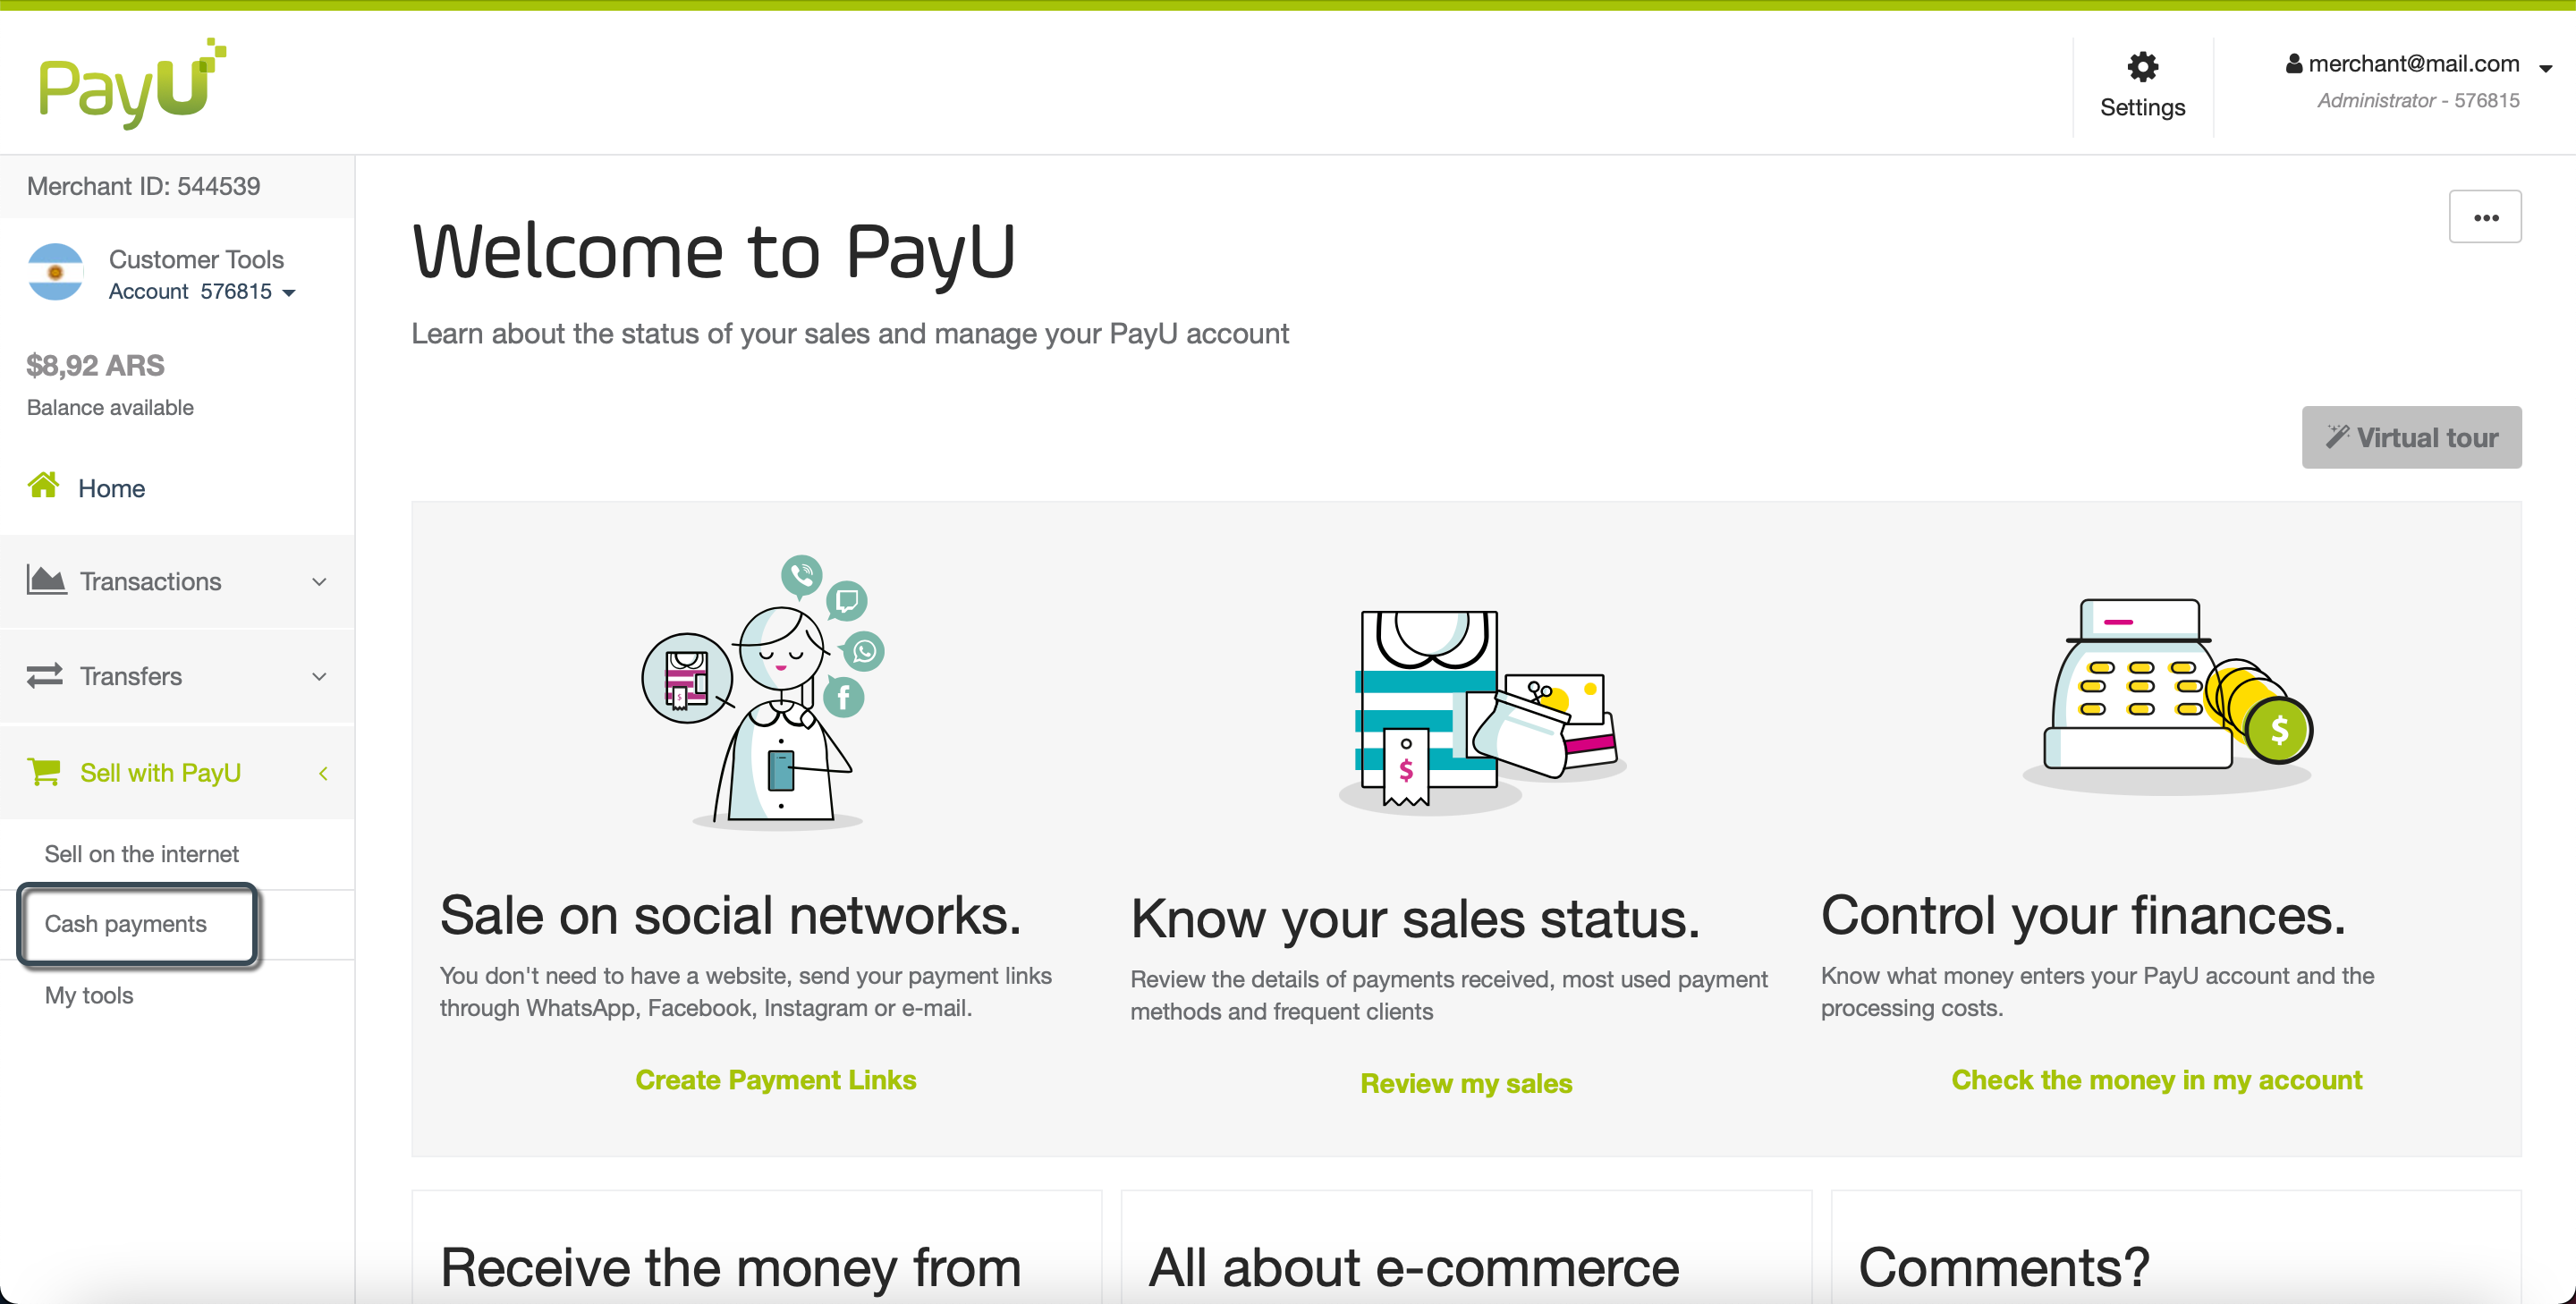 PayU
Settings
merchant@mail.com
Administrator - 576815
Merchant ID: 544539
Customer Tools
Account 576815
$8,92 ARS
Balance available
Home
Transactions
Transfers
Sell with PayU
Sell on the internet
Cash payments
My tools
Welcome to PayU
•••
Learn about the status of your sales and manage your PayU account
Virtual tour
Sale on social networks.
You don't need to have a website, send your payment links
through WhatsApp, Facebook, Instagram or e-mail.
Create Payment Links
$
Know your sales status.
Review the details of payments received, most used payment
methods and frequent clients
Review my sales
$
Control your finances.
Know what money enters your PayU account and the
processing costs.
Check the money in my account
Receive the money from
All about e-commerce
Comments?